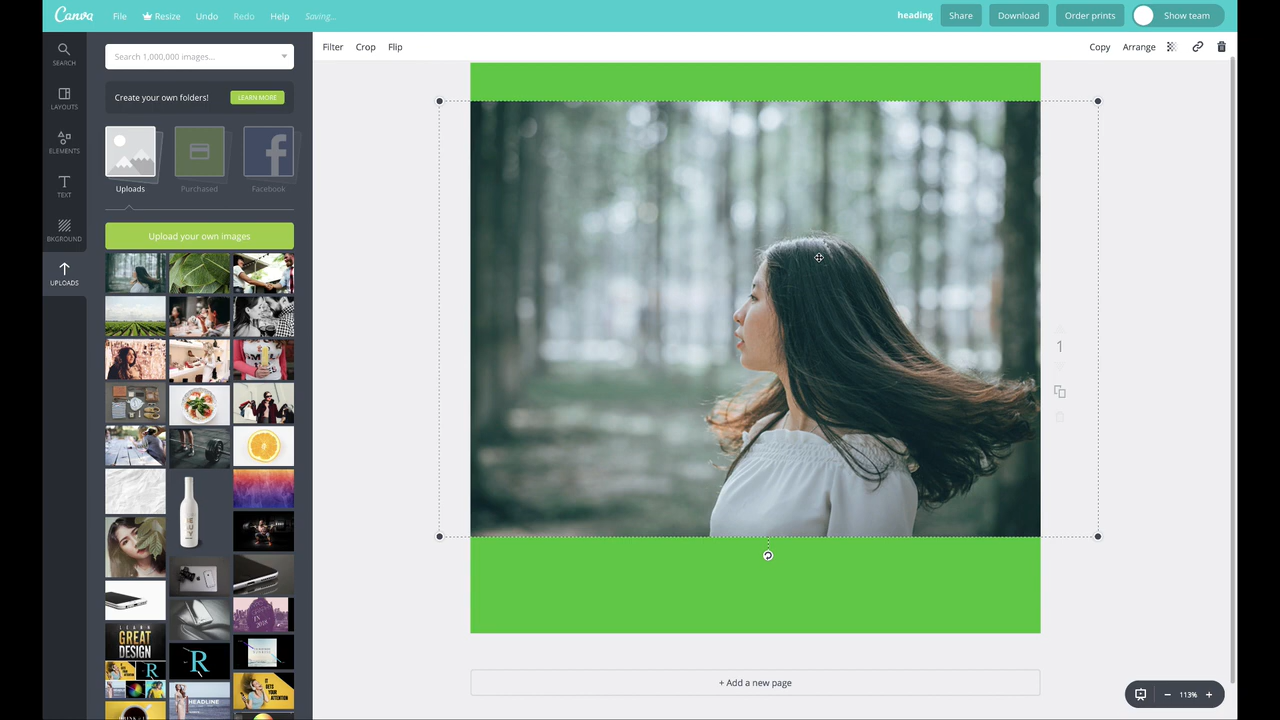 Canva File Resize Undo Redo Help Saving... heading Share Download Order prints Show team
Filter Crop Flip Copy Arrange
SEARCH
LAYOUTS
ELEMENTS
TEXT
BKGROUND
UPLOADS
Search 1,000,000 images...
Create your own folders! LEARN MORE
Uploads Purchased Facebook
Upload your own images
LEARN
GREAT
DESIGN
R
R
HEADLINE
1
+ Add a new page
113%